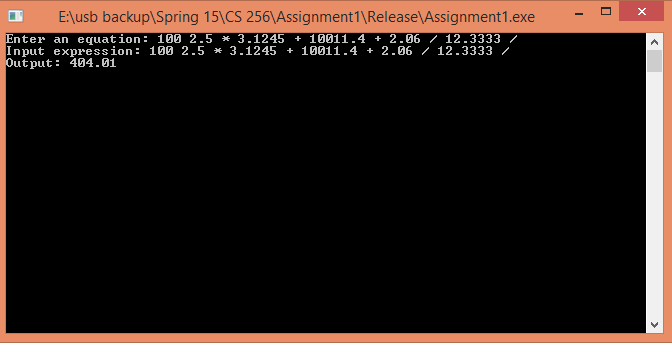 E:\usb backup\Spring 15\CS 256\Assignment1\Release\Assignment1.exe
Enter an equation: 100 2.5 * 3.1245 + 10011.4 + 2.06 / 12.3333 /
Input expression: 100 2.5 * 3.1245 + 10011.4 + 2.06 / 12.3333 /
Output: 404.01